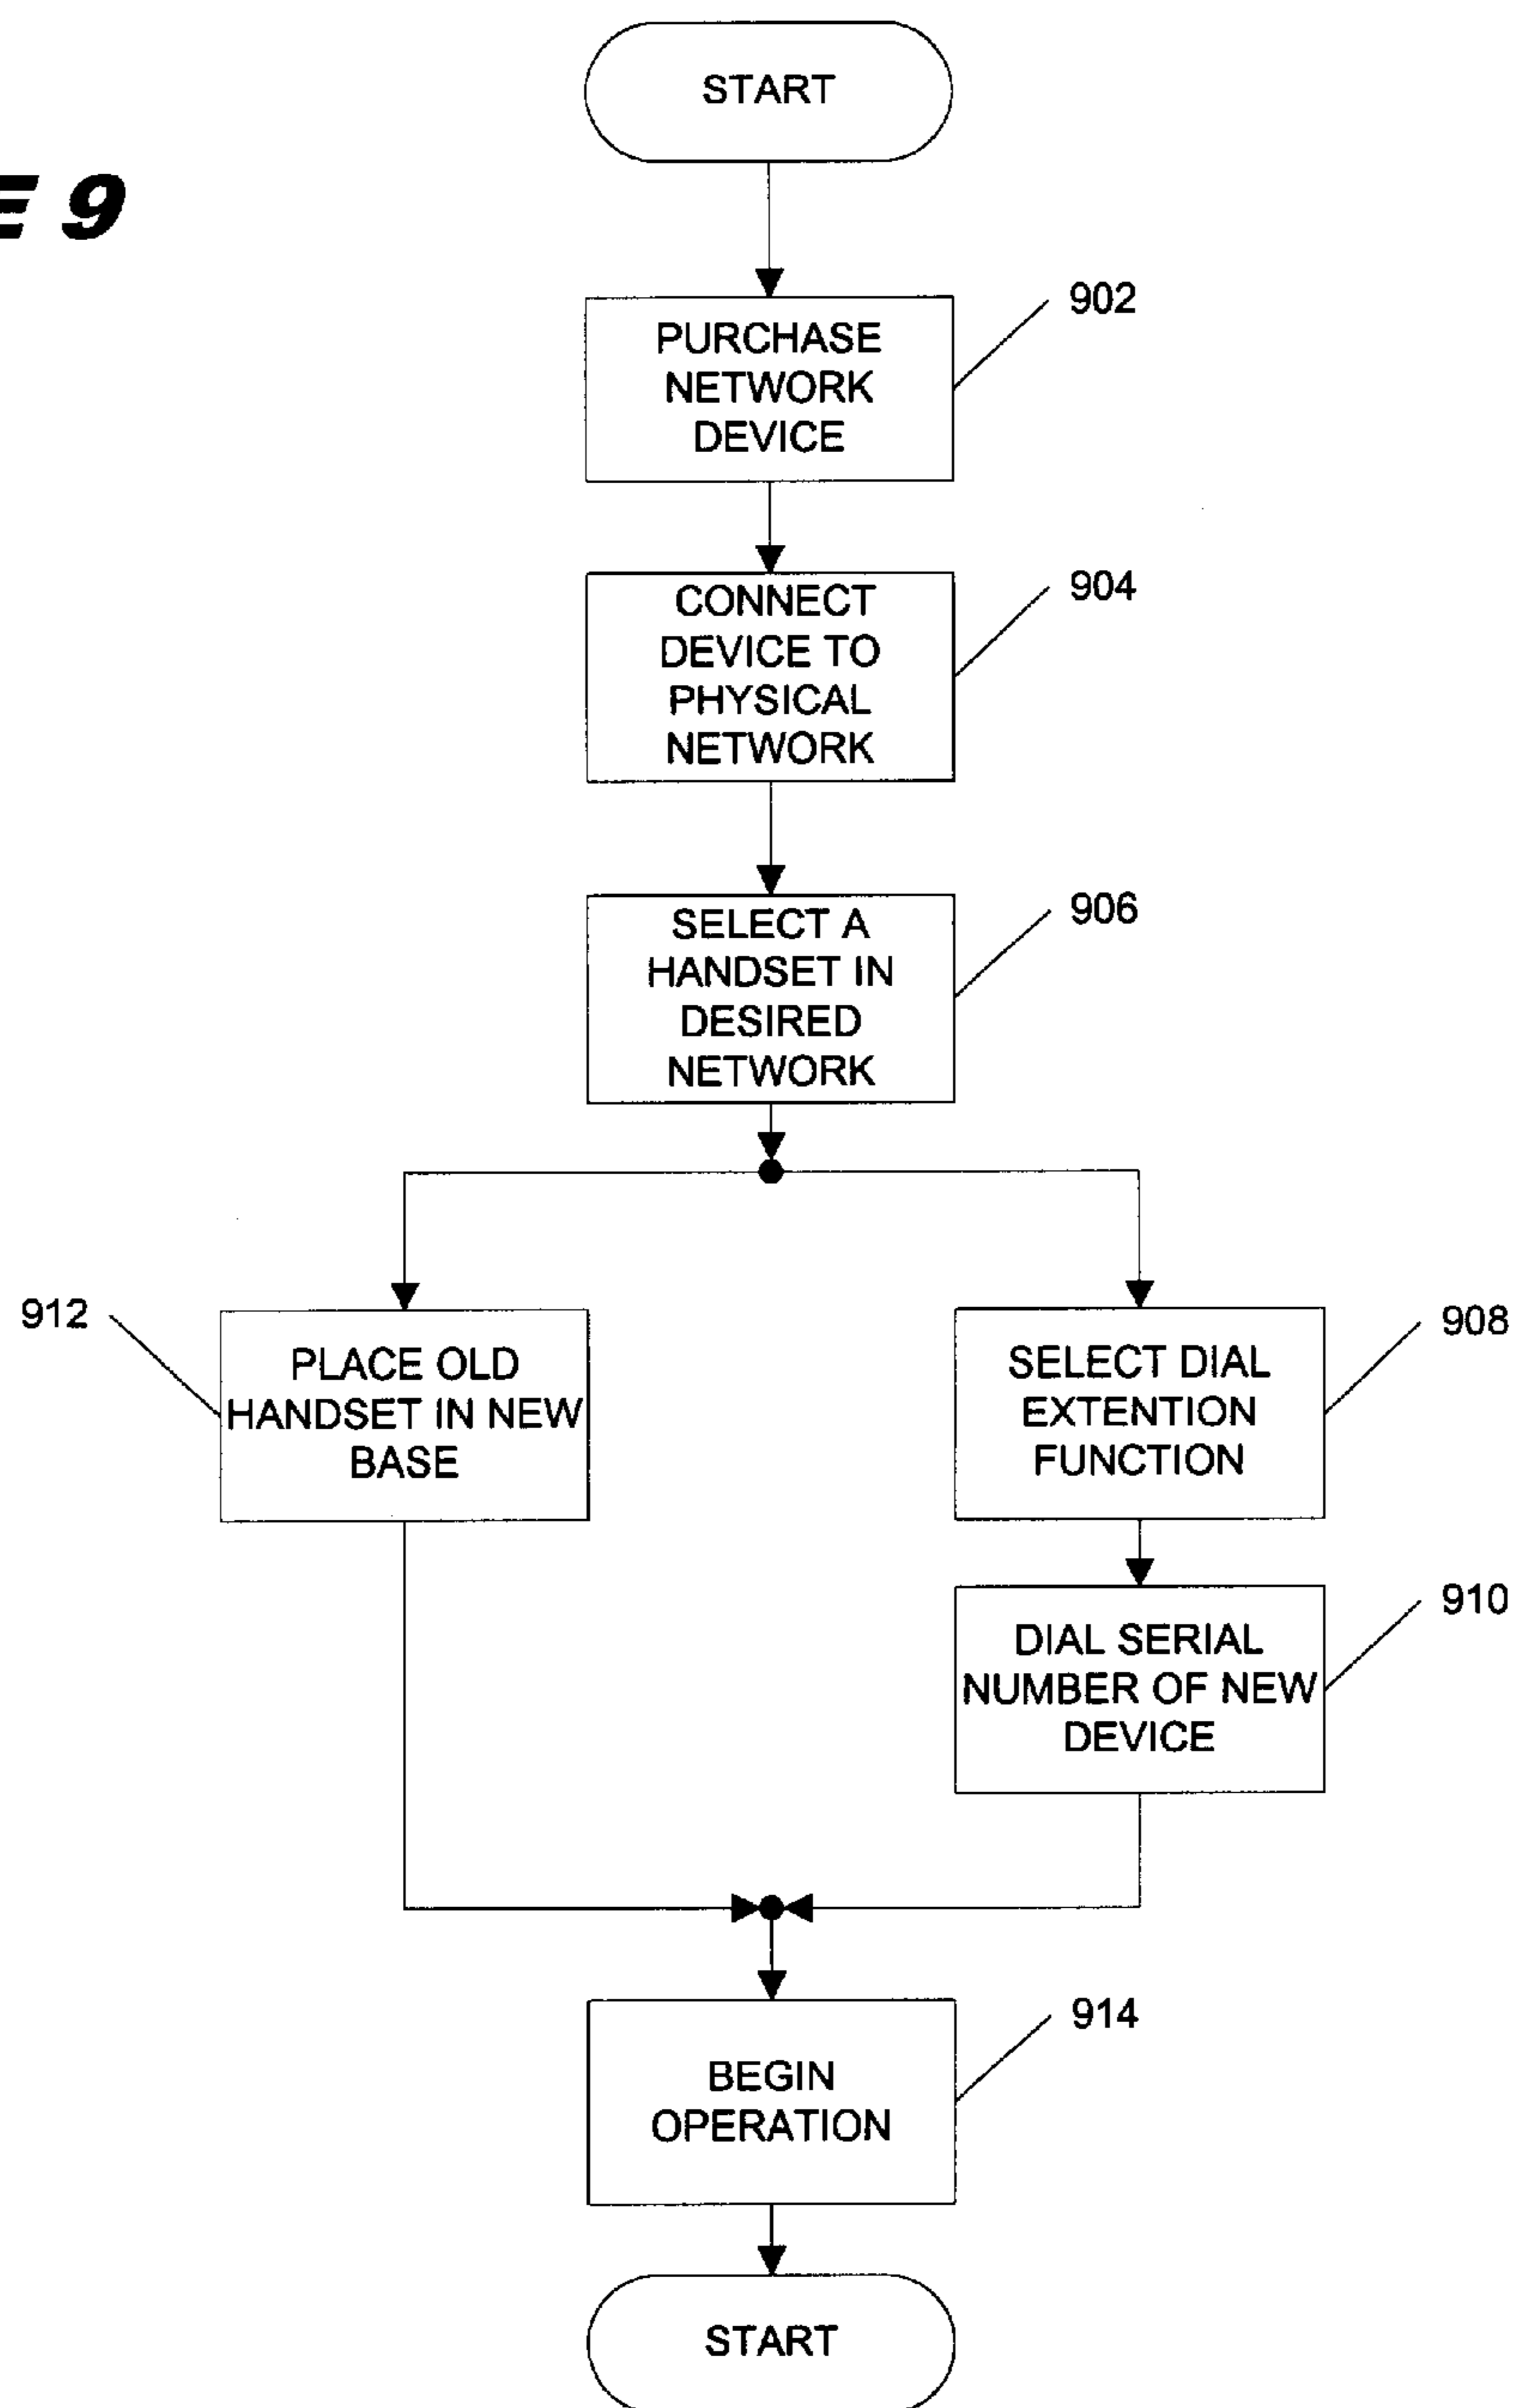 START
E 9
902
PURCHASE
NETWORK
DEVICE
904
CONNECT
DEVICE TO
PHYSICAL
NETWORK
906
SELECT A
HANDSET IN
DESIRED
NETWORK
912
PLACE OLD
HANDSET IN NEW
BASE
908
SELECT DIAL
EXTENTION
FUNCTION
910
DIAL SERIAL
NUMBER OF NEW
DEVICE
914
BEGIN
OPERATION
START